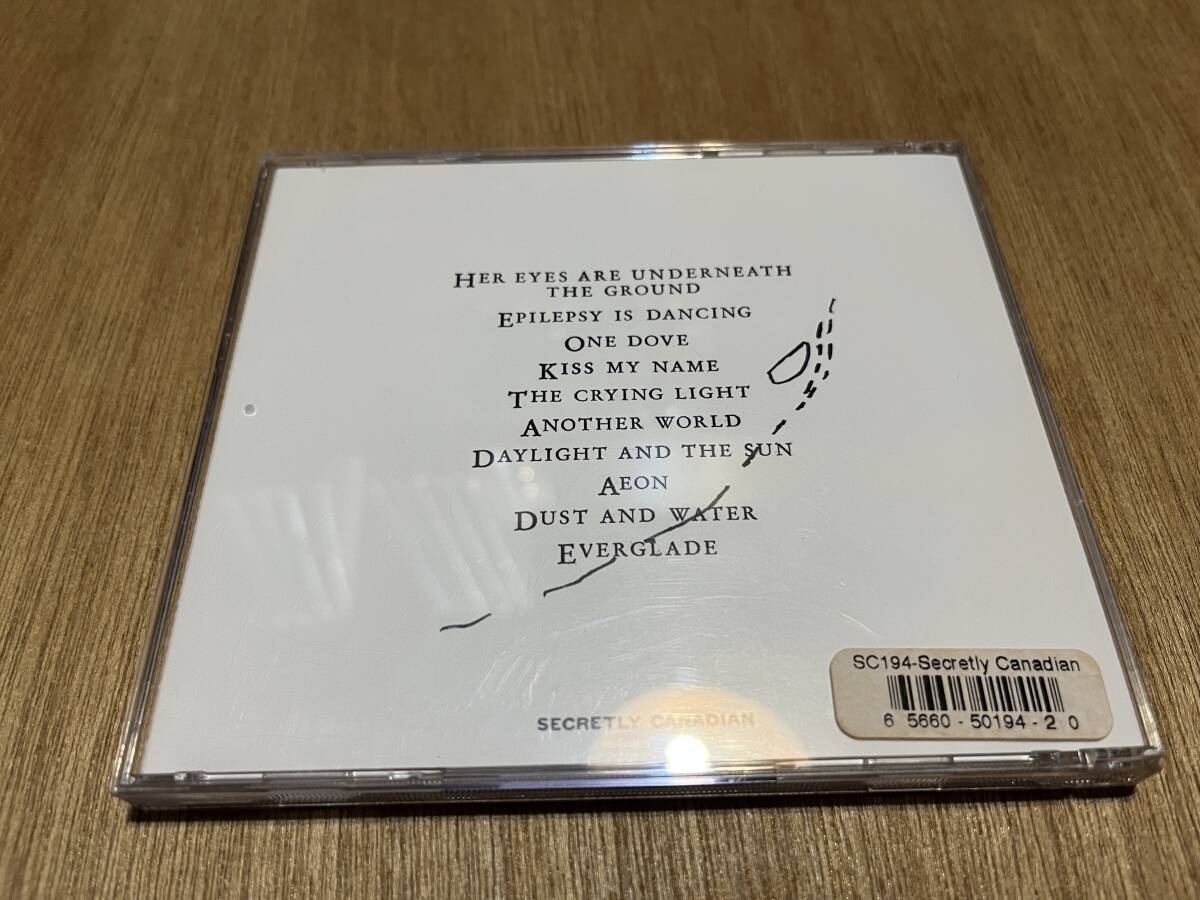 HER EYES ARE UNDERNEATH
THE GROUND
EPILEPSY IS DANCING
ONE DOVE
KISS MY NAME
THE CRYING LIGHT
ANOTHER WORLD
DAYLIGHT AND THE SUN
AEON
DUST AND WATER
EVERGLADE
SECRETLY CANADIAN
SC194-Secretly Canadian
6 5660-50194-2 0